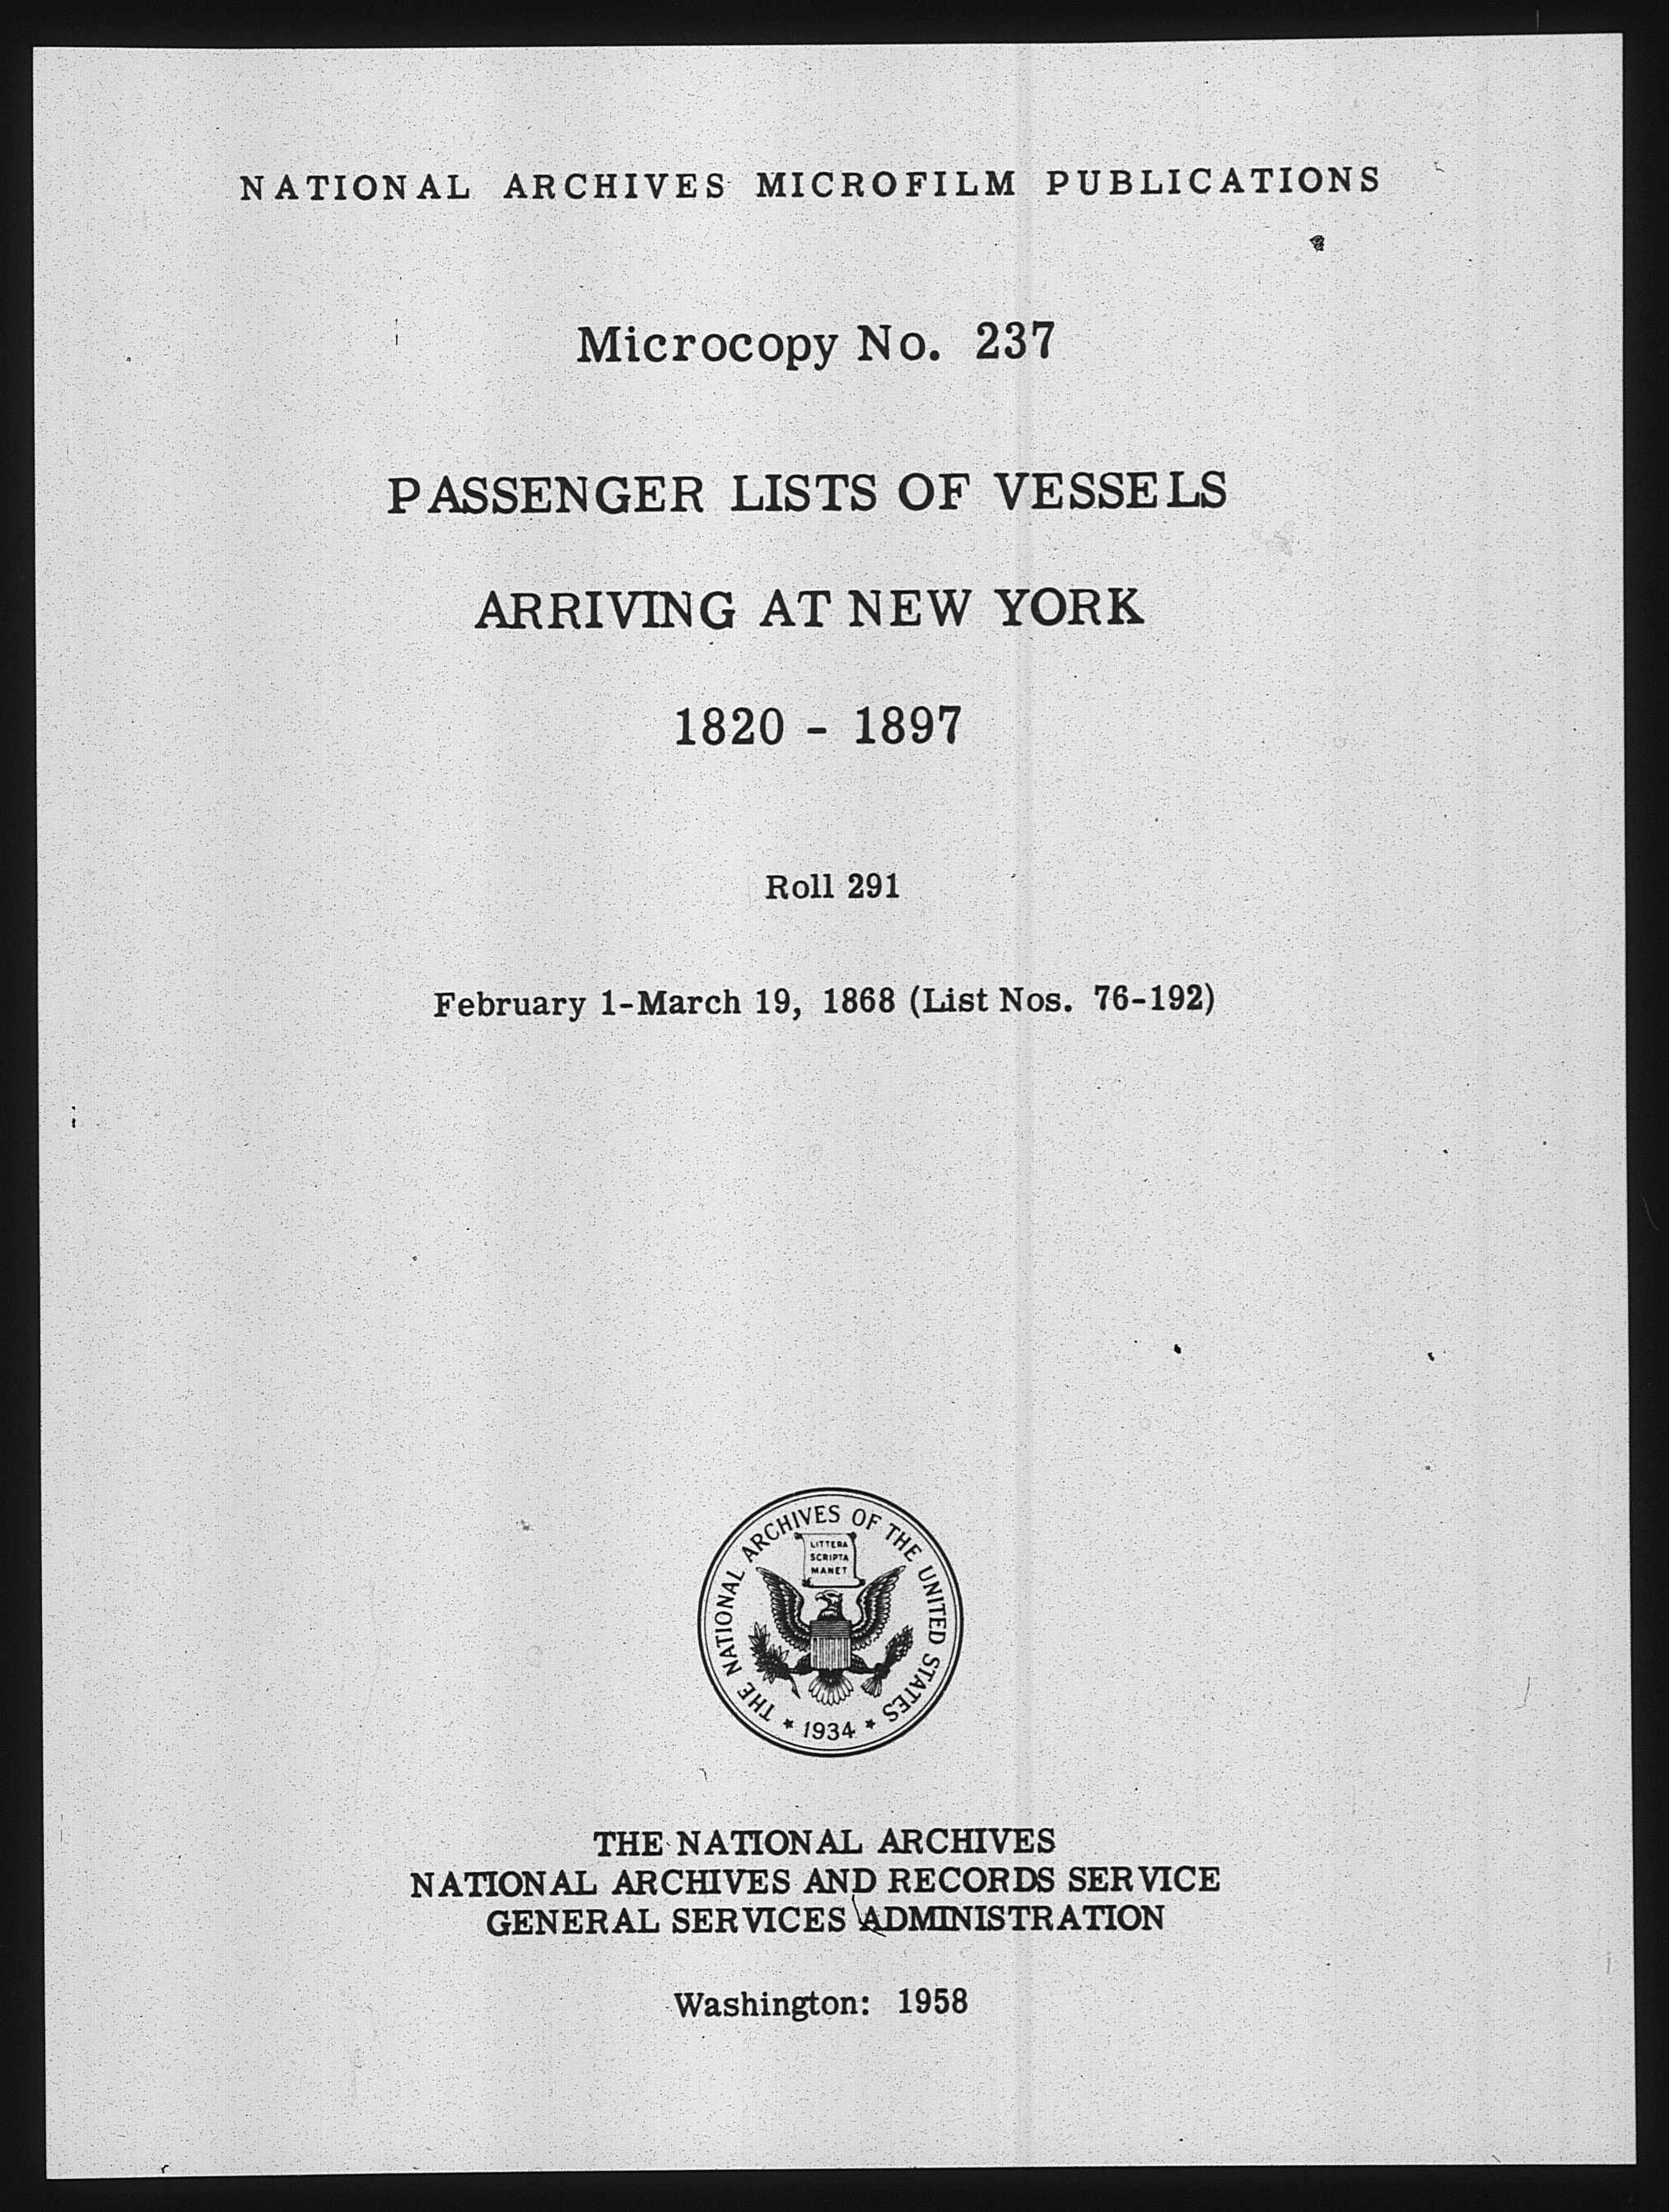 NATIONAL ARCHIVES MICROFILM PUBLICATIONS
Microcopy No. 237
PASSENGER LISTS OF VESSELS
ARRIVING AT NEW YORK
1820 - 1897
Roll 291
February 1-March 19, 1868 (List Nos. 76-192)
THE NATIONAL ARCHIVES OF THE UNITED STATES
LITTERA
SCRIPTA
MANET
★ 1934 ★
THE NATIONAL ARCHIVES
NATIONAL ARCHIVES AND RECORDS SERVICE
GENERAL SERVICES ADMINISTRATION
Washington: 1958